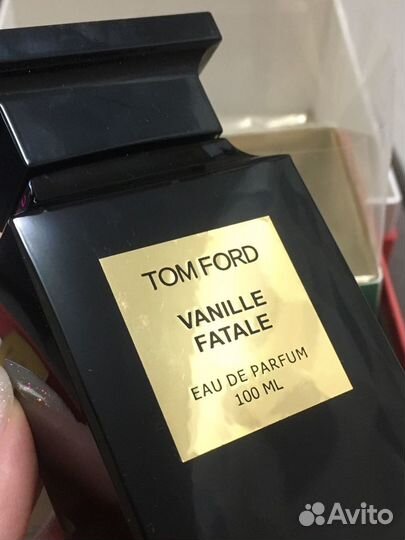 TOM FORD
VANILLE
FATALE
EAU DE PARFUM
100 ML
Avito